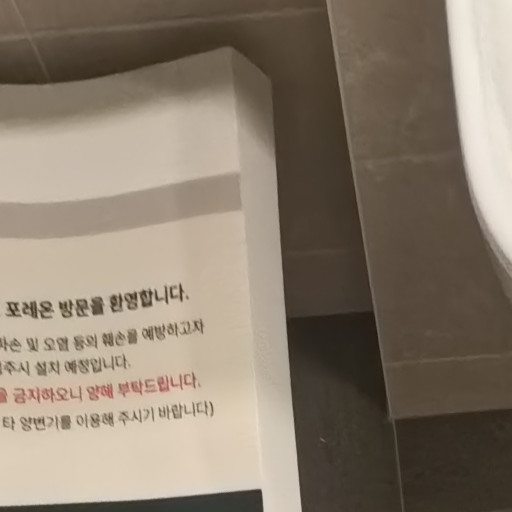 포레온 방문을 환영합니다.
파손 및 오염 등의 훼손을 예방하고자
입주시 설치 예정입니다.
을 금지하오니 양해 부탁드립니다.
타 양변기를 이용해 주시기 바랍니다)